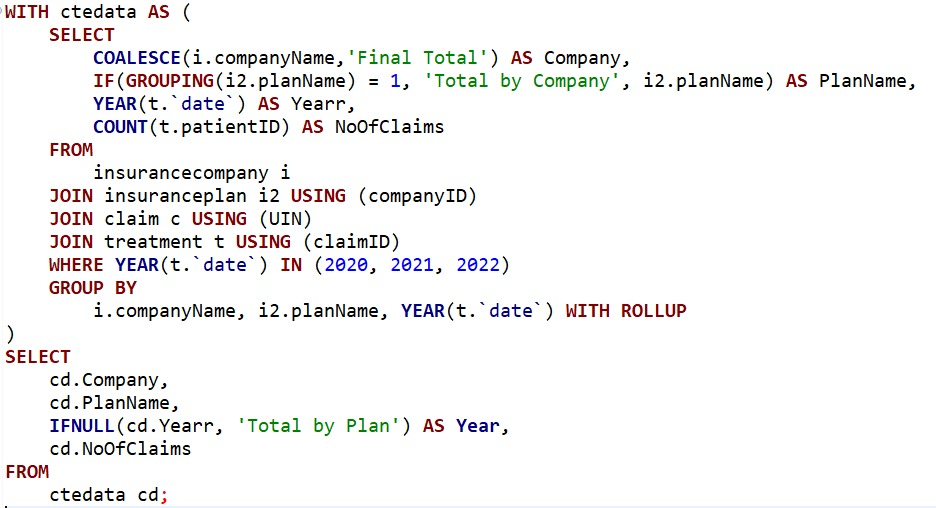 WITH ctedata AS (
    SELECT
        COALESCE(i.companyName,'Final Total') AS Company,
        IF(GROUPING(i2.planName) = 1, 'Total by Company', i2.planName) AS PlanName,
        YEAR(t.`date`) AS Yearr,
        COUNT(t.patientID) AS NoOfClaims
    FROM
        insurancecompany i
    JOIN insuranceplan i2 USING (companyID)
    JOIN claim c USING (UIN)
    JOIN treatment t USING (claimID)
    WHERE YEAR(t.`date`) IN (2020, 2021, 2022)
    GROUP BY
        i.companyName, i2.planName, YEAR(t.`date`) WITH ROLLUP
)
SELECT
    cd.Company,
    cd.PlanName,
    IFNULL(cd.Yearr, 'Total by Plan') AS Year,
    cd.NoOfClaims
FROM
    ctedata cd;